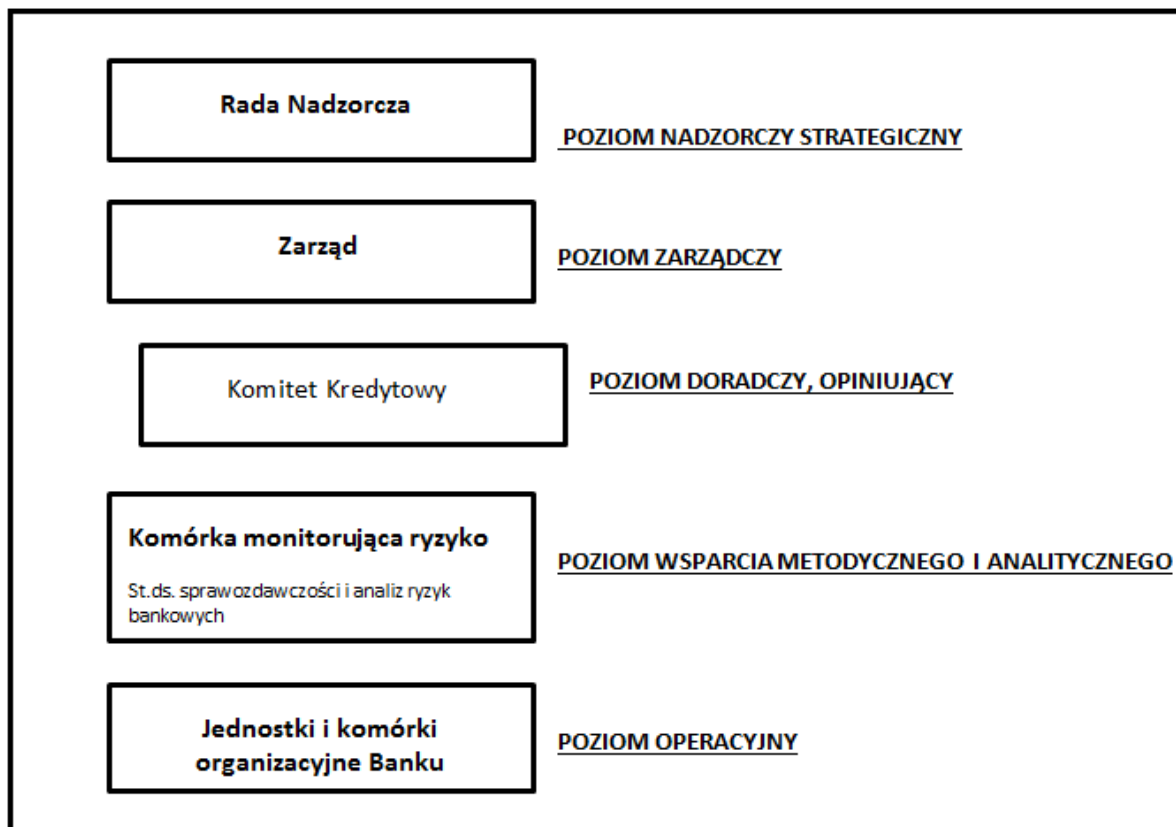 Rada Nadzorcza
POZIOM NADZORCZY STRATEGICZNY
Zarząd
POZIOM ZARZĄDCZY
Komitet Kredytowy
POZIOM DORADCZY, OPINIUJĄCY
Komórka monitorująca ryzyko
St.ds. sprawozdawczości i analiz ryzyk
bankowych
POZIOM WSPARCIA METODYCZNEGO I ANALITYCZNEGO
Jednostki i komórki
organizacyjne Banku
POZIOM OPERACYJNY